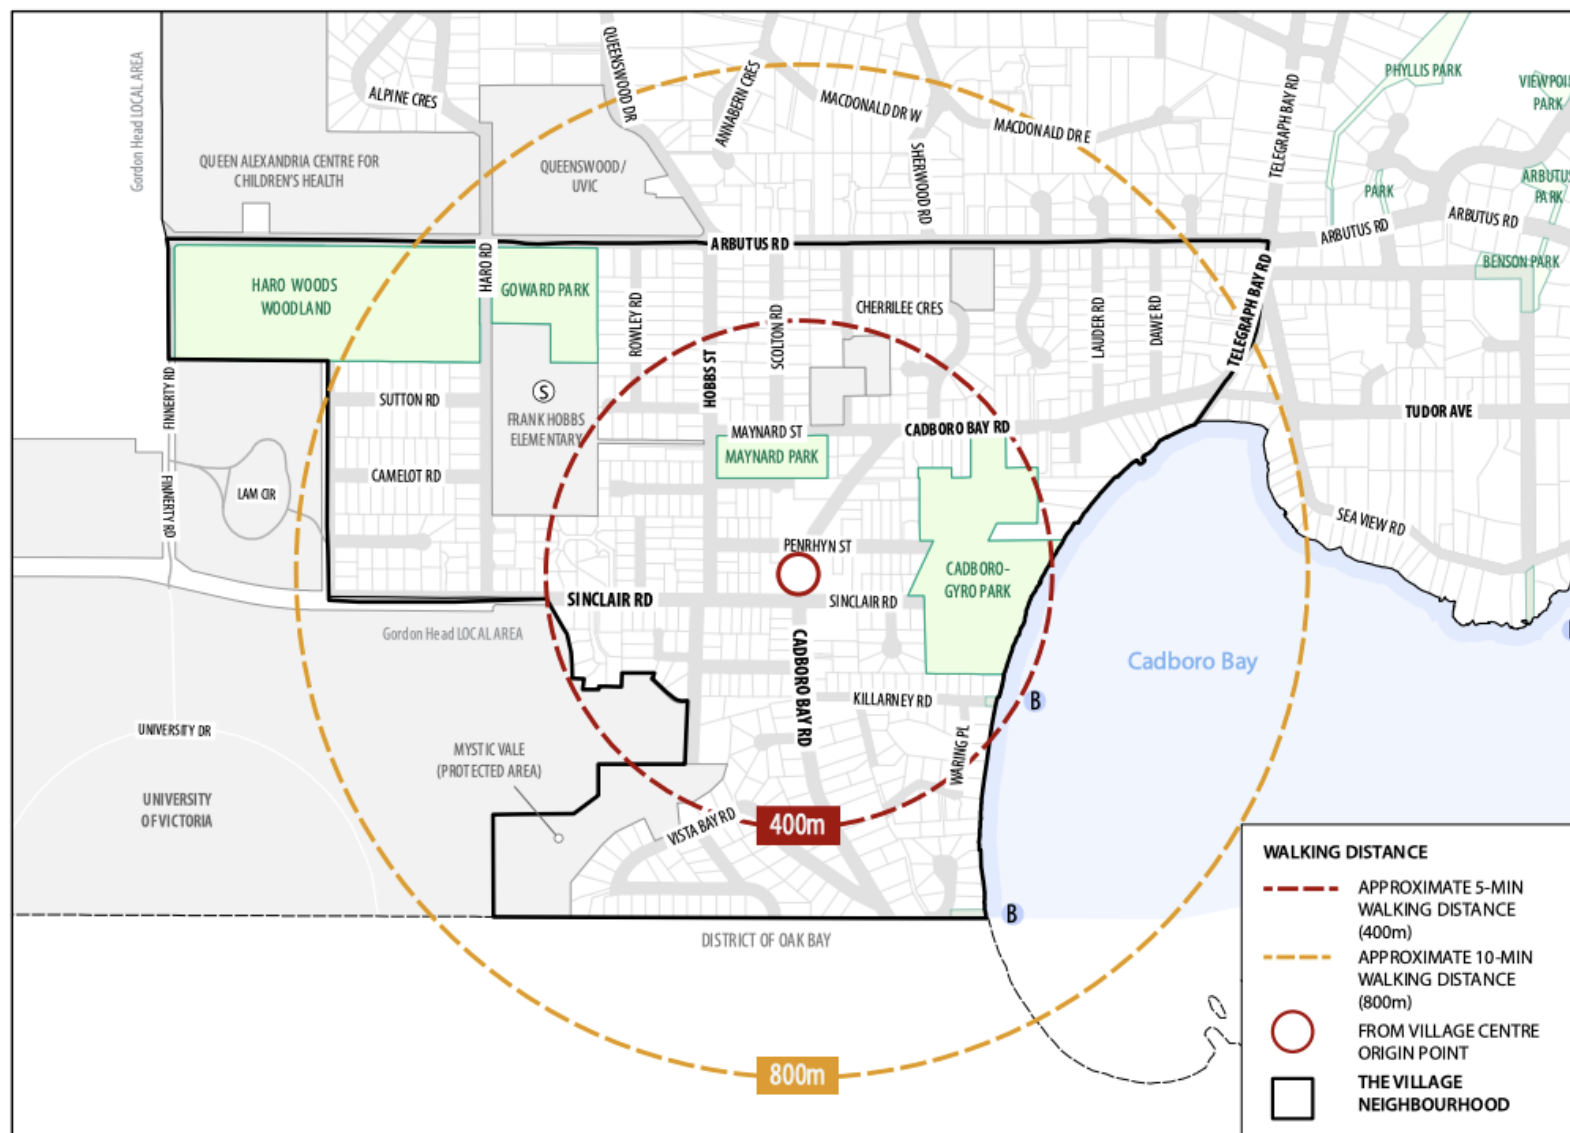 Gordon Head LOCAL AREA
ALPINE CRES
QUEENSWOOD DR
ANNABERN CRES
MACDONALD DR W
MACDONALD DR E
SHERWOOD RD
TELEGRAPH BAY RD
PHYLLIS PARK
PARK
PARK
ARBUTUS RD
ARBUTUS RD
PARK
BENSON PARK
QUEEN ALEXANDRIA CENTRE FOR
CHILDREN'S HEALTH
QUEENSWOOD/
UVIC
ARBUTUS RD
HARO WOODS
WOODLAND
HARO RD
GOWARD PARK
ROWLEY RD
HOBBS ST
SCOLTON RD
CHERRILEE CRES
LAUDER RD
DAWE RD
TELEGRAPH BAY RD
FINNERTY RD
SUTTON RD
S
FRANK HOBBS
ELEMENTARY
MAYNARD ST
MAYNARD PARK
CADBORO BAY RD
TUDOR AVE
CAMELOT RD
LAM CIR
FINNERTY RD
SEA VIEW RD
PENRHYN ST
CADBORO-
GYRO PARK
SINCLAIR RD
SINCLAIR RD
Gordon Head LOCAL AREA
CADBORO BAY RD
Cadboro Bay
KILLARNEY RD
B
WARING PL
UNIVERSITY DR
MYSTIC VALE
(PROTECTED AREA)
UNIVERSITY
OF VICTORIA
VISTA BAY RD
400m
B
DISTRICT OF OAK BAY
800m
WALKING DISTANCE
APPROXIMATE 5-MIN
WALKING DISTANCE
(400m)
APPROXIMATE 10-MIN
WALKING DISTANCE
(800m)
FROM VILLAGE CENTRE
ORIGIN POINT
THE VILLAGE
NEIGHBOURHOOD